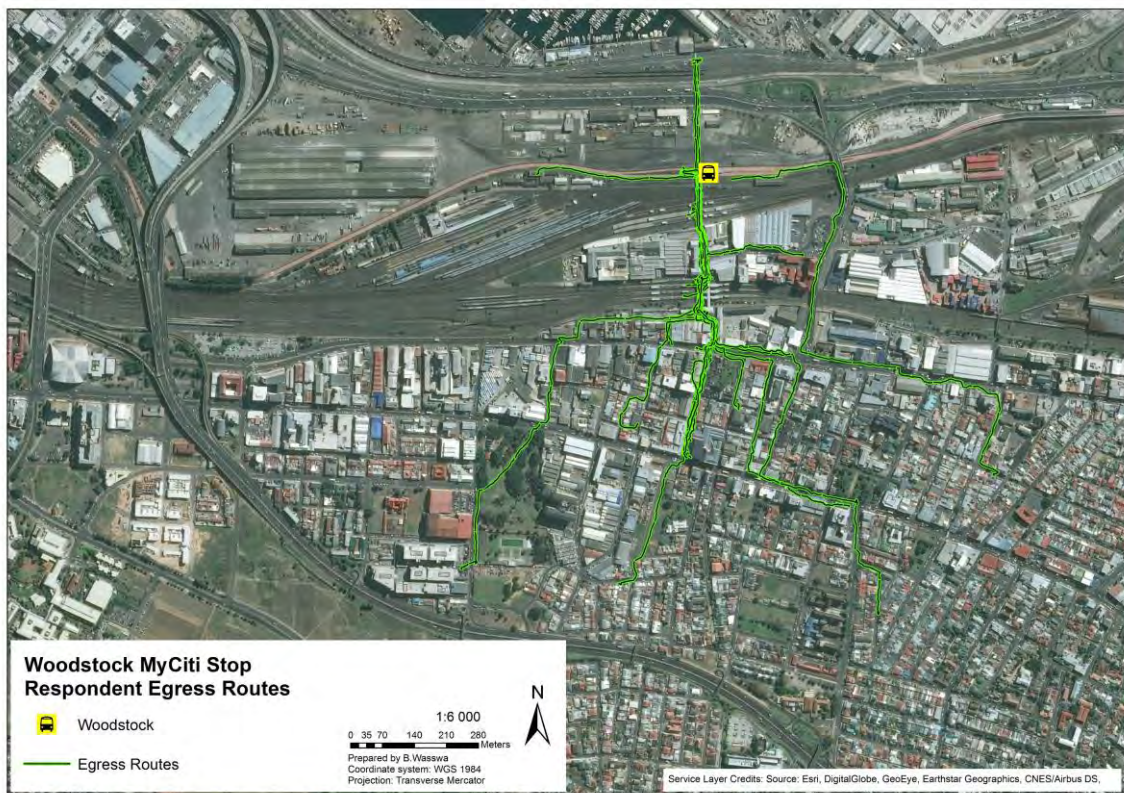 Woodstock MyCiti Stop
Respondent Egress Routes
Woodstock
Egress Routes
N
1:6 000
0 35 70 140 210 280
Meters
Prepared by B.Wasswa
Coordinate system: WGS 1984
Projection: Transverse Mercator
Service Layer Credits: Source: Esri, DigitalGlobe, GeoEye, Earthstar Geographics, CNES/Airbus DS,